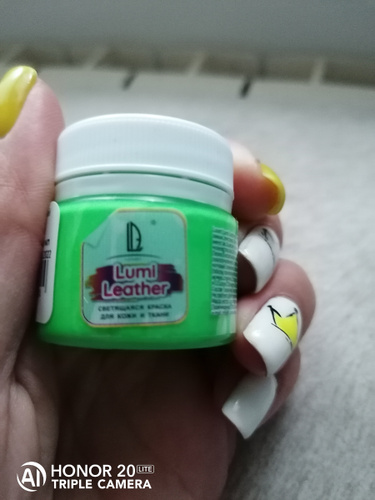 Lumi
Leather
СВЕТЯЩАЯСЯ КРАСКА
ДЛЯ КОЖИ И ТКАНИ
HONOR 20 LITE
TRIPLE CAMERA